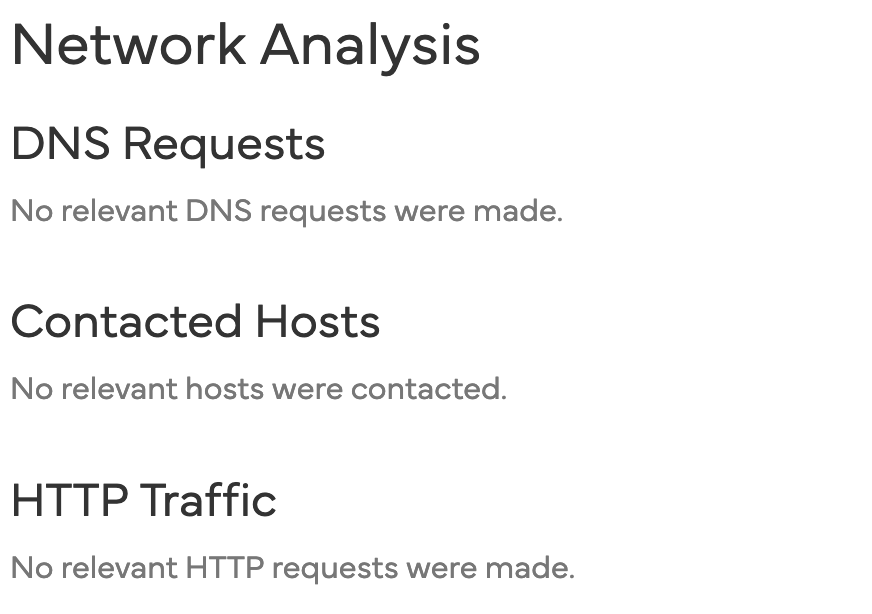 Network Analysis
DNS Requests
No relevant DNS requests were made.
Contacted Hosts
No relevant hosts were contacted.
HTTP Traffic
No relevant HTTP requests were made.